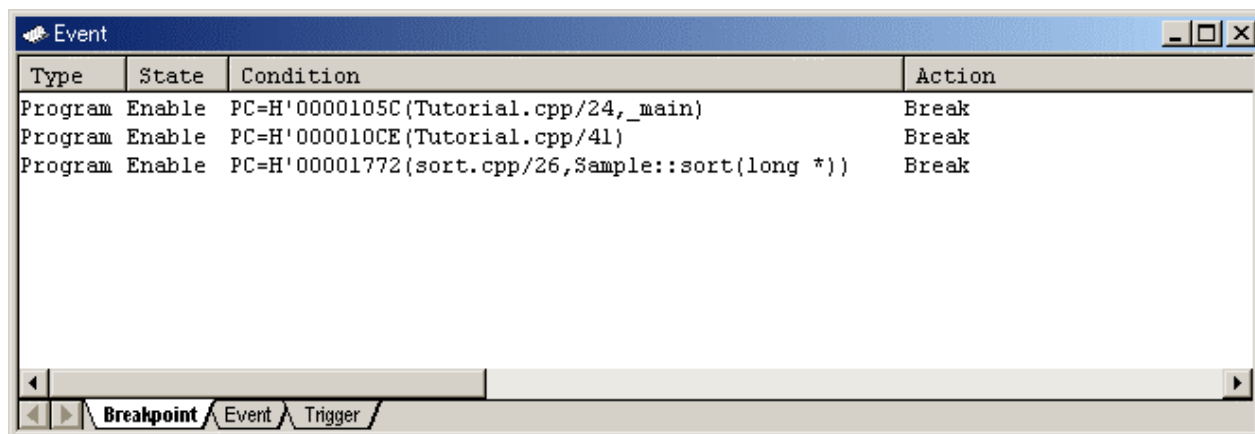 Event
Type State Condition Action
Program Enable PC=H'0000105C(Tutorial.cpp/24,_main) Break
Program Enable PC=H'000010CE(Tutorial.cpp/41) Break
Program Enable PC=H'00001772(sort.cpp/26,Sample::sort(long *)) Break
Breakpoint Event Trigger